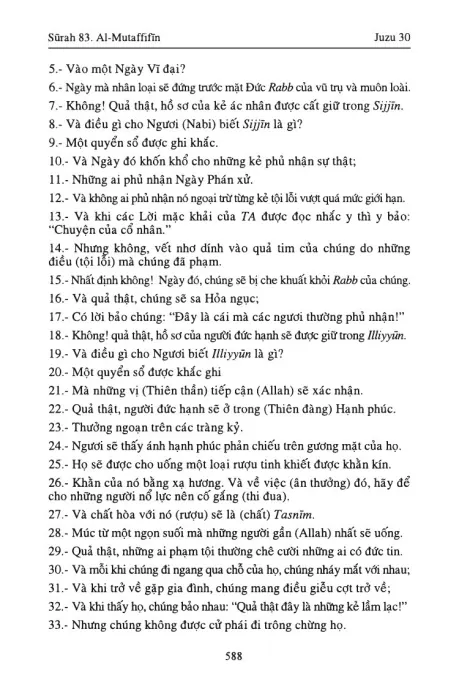 Sūrah 83. Al-Mutaffifīn Juzu 30
5.- Vào một Ngày Vĩ đại?
6.- Ngày mà nhân loại sẽ đứng trước mặt Đức Rabb của vũ trụ và muôn loài.
7.- Không! Quả thật, hồ sơ của kẻ ác nhân được cất giữ trong Sijjīn.
8.- Và điều gì cho Ngươi (Nabi) biết Sijjīn là gì?
9.- Một quyển sổ được ghi khắc.
10.- Và Ngày đó khốn khổ cho những kẻ phủ nhận sự thật;
11.- Những ai phủ nhận Ngày Phán xử.
12.- Và không ai phủ nhận nó ngoại trừ từng kẻ tội lỗi vượt quá mức giới hạn.
13.- Và khi các Lời mặc khải của TA được đọc nhắc y thì y bảo:
“Chuyện của cổ nhân.”
14.- Nhưng không, vết nhơ dính vào quả tim của chúng do những
điều (tội lỗi) mà chúng đã phạm.
15.- Nhất định không! Ngày đó, chúng sẽ bị che khuất khỏi Rabb của chúng.
16.- Và quả thật, chúng sẽ sa Hỏa ngục;
17.- Có lời bảo chúng: “Đây là cái mà các ngươi thường phủ nhận!”
18.- Không! quả thật, hồ sơ của người đức hạnh sẽ được giữ trong Illiyyūn.
19.- Và điều gì cho Ngươi biết Illiyyūn là gì?
20.- Một quyển sổ được khắc ghi
21.- Mà những vị (Thiên thần) tiếp cận (Allah) sẽ xác nhận.
22.- Quả thật, người đức hạnh sẽ ở trong (Thiên đàng) Hạnh phúc.
23.- Thưởng ngoạn trên các tràng kỷ.
24.- Ngươi sẽ thấy ánh hạnh phúc phản chiếu trên gương mặt của họ.
25.- Họ sẽ được cho uống một loại rượu tinh khiết được khằn kín.
26.- Khằn của nó bằng xạ hương. Và về việc (ân thưởng) đó, hãy để
cho những người nổ lực nên cố gắng (thi đua).
27.- Và chất hòa với nó (rượu) sẽ là (chất) Tasnīm.
28.- Múc từ một ngọn suối mà những người gần (Allah) nhất sẽ uống.
29.- Quả thật, những ai phạm tội thường chê cười những ai có đức tin.
30.- Và mỗi khi chúng đi ngang qua chỗ của họ, chúng nháy mắt với nhau;
31.- Và khi trở về gặp gia đình, chúng mang điều giễu cợt trở về;
32.- Và khi thấy họ, chúng bảo nhau: “Quả thật đây là những kẻ lầm lạc!”
33.- Nhưng chúng không được cử phái đi trông chừng họ.
588